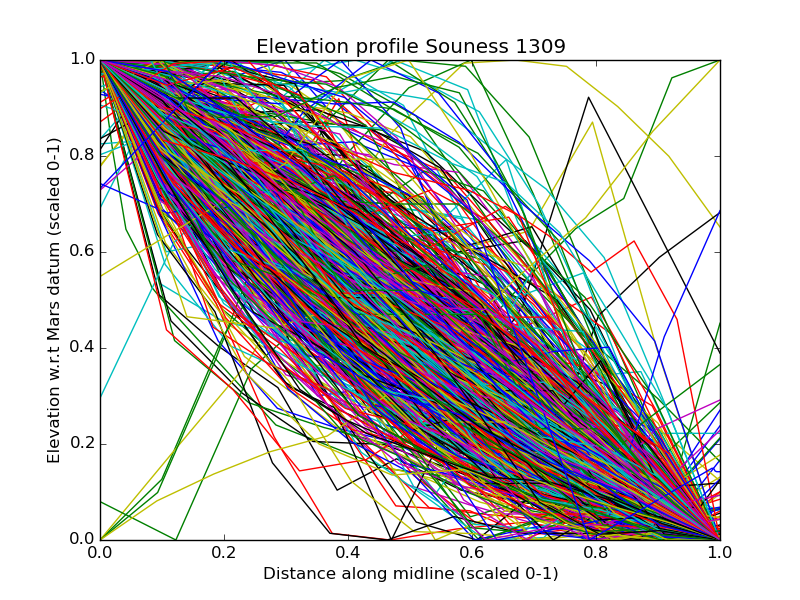 Elevation profile Souness 1309
1.0
0.8
0.6
0.4
0.2
0.0
Elevation w.r.t Mars datum (scaled 0-1)
0.0 0.2 0.4 0.6 0.8 1.0
Distance along midline (scaled 0-1)